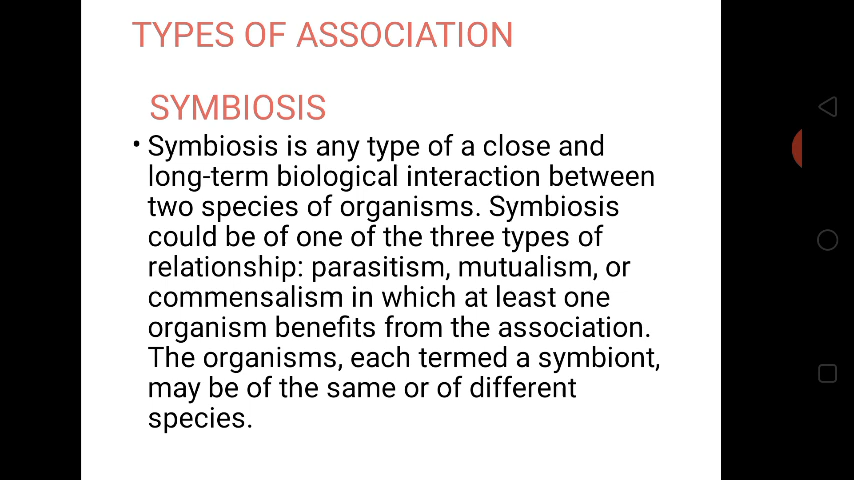 TYPES OF ASSOCIATION
SYMBIOSIS
• Symbiosis is any type of a close and
long-term biological interaction between
two species of organisms. Symbiosis
could be of one of the three types of
relationship: parasitism, mutualism, or
commensalism in which at least one
organism benefits from the association.
The organisms, each termed a symbiont,
may be of the same or of different
species.